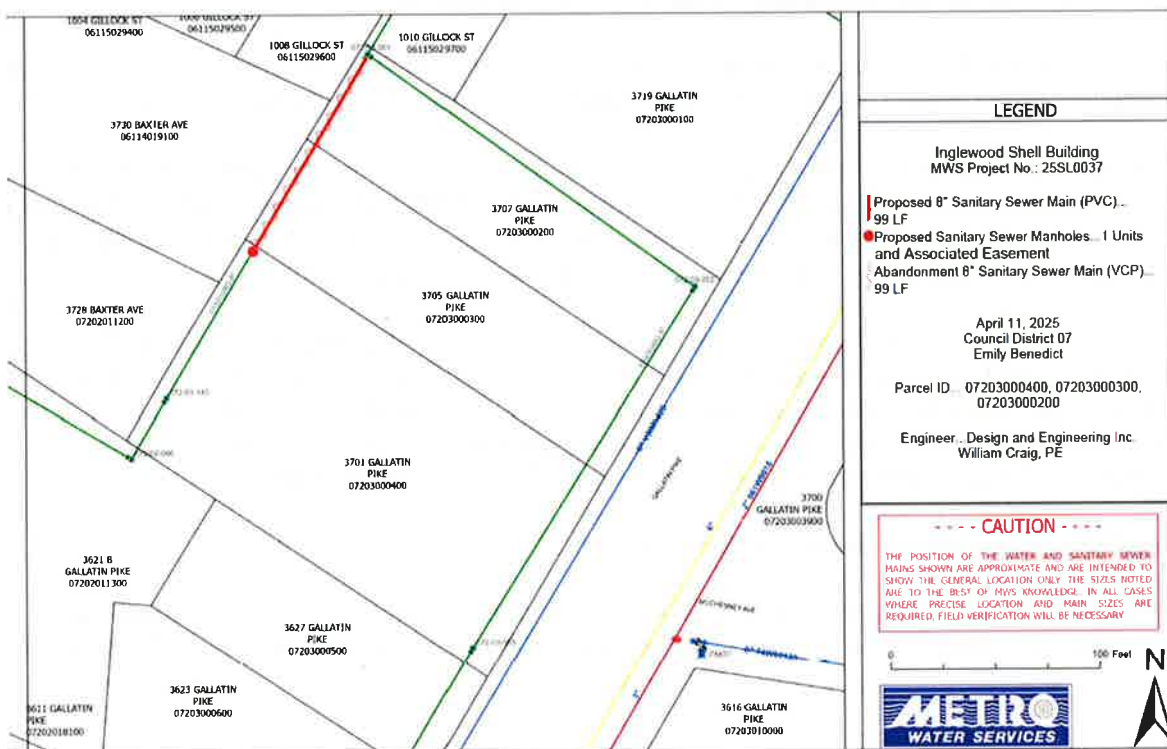 1004 GILLOCK ST
06115029400
06115029500
1008 GILLOCK ST
06115029600
1010 GILLOCK ST
06115029700
3719 GALLATIN
PIKE
07203000100
3730 BAXTER AVE
06114019100
3707 GALLATIN
PIKE
07203000200
3705 GALLATIN
PIKE
07203000300
3728 BAXTER AVE
07202011200
3701 GALLATIN
PIKE
07203000400
GALLATIN PIKE
3700
GALLATIN PIKE
07203003900
3621 B
GALLATIN PIKE
07202011300
3627 GALLATIN
PIKE
07203000500
3623 GALLATIN
PIKE
07203000600
3611 GALLATIN
PIKE
07202018100
3616 GALLATIN
PIKE
07203010000
LEGEND
Inglewood Shell Building
MWS Project No.: 25SL0037
Proposed 8" Sanitary Sewer Main (PVC)...
99 LF
Proposed Sanitary Sewer Manholes... 1 Units
and Associated Easement
Abandonment 8" Sanitary Sewer Main (VCP)...
99 LF
April 11, 2025
Council District 07
Emily Benedict
Parcel ID... 07203000400, 07203000300,
07203000200
Engineer... Design and Engineering Inc.
William Craig, PE
- - - - CAUTION - - - -
THE POSITION OF THE WATER AND SANITARY SEWER
MAINS SHOWN ARE APPROXIMATE AND ARE INTENDED TO
SHOW THE GENERAL LOCATION ONLY. THE SIZES NOTED
ARE TO THE BEST OF MWS KNOWLEDGE. IN ALL CASES
WHERE PRECISE LOCATION AND MAIN SIZES ARE
REQUIRED, FIELD VERIFICATION WILL BE NECESSARY
0 100 Feet
N
METRO
WATER SERVICES